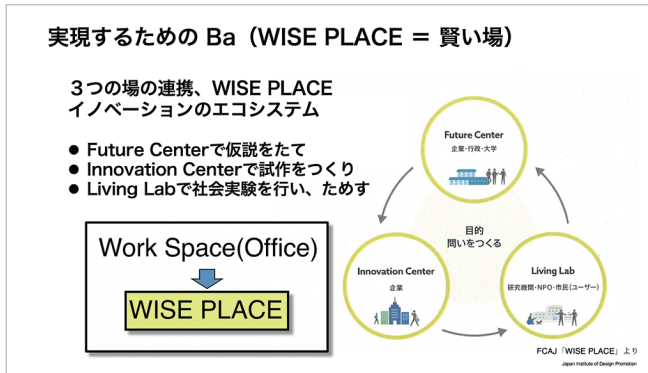 実現するための Ba（WISE PLACE ＝ 賢い場）
３つの場の連携、WISE PLACE
イノベーションのエコシステム
● Future Centerで仮説をたて
● Innovation Centerで試作をつくり
● Living Labで社会実験を行い、ためす
Work Space(Office)
WISE PLACE
Future Center
企業・行政・大学
目的
問いをつくる
Innovation Center
企業
Living Lab
研究機関・NPO・市民（ユーザー）
FCAJ「WISE PLACE」より
Japan Institute of Design Promotion